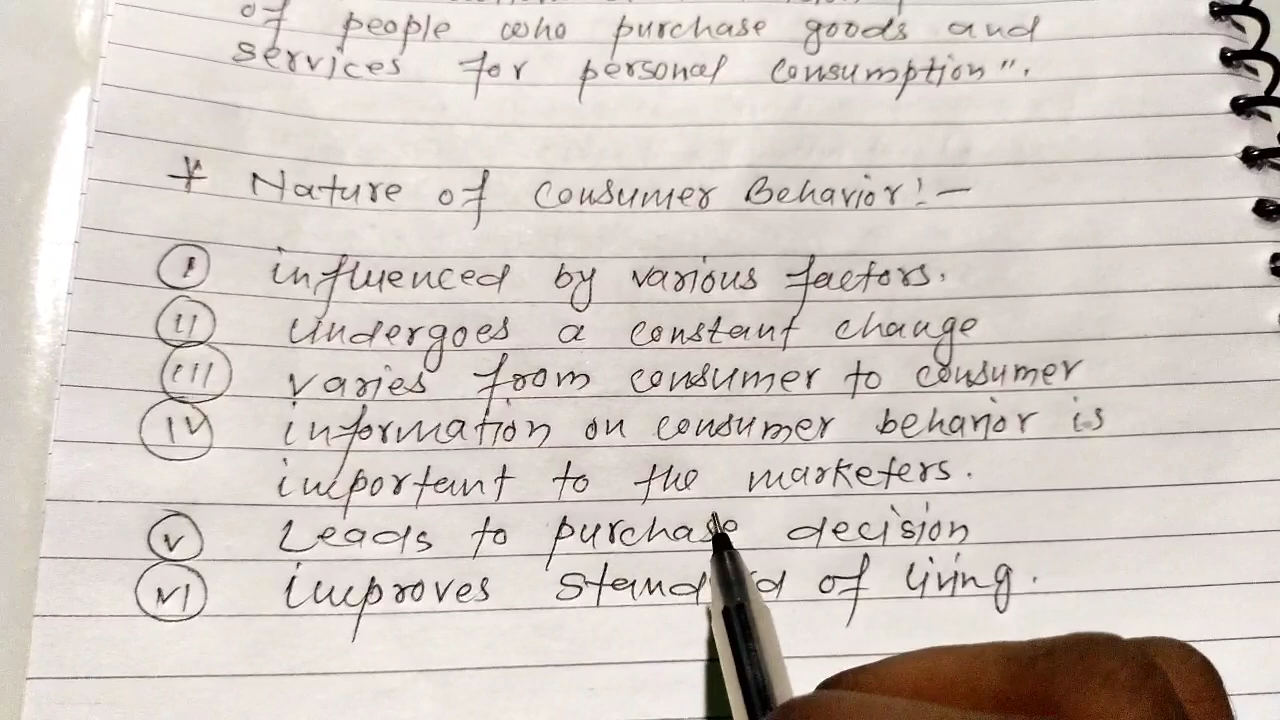 of people who purchase goods and
services for personal consumption".
* Nature of Consumer Behavior:-
(I) influenced by various factors.
(II) undergoes a constant change
(III) varies from consumer to consumer
(IV) information on consumer behavior is
important to the marketers.
(V) Leads to purchase decision
(VI) improves standard of living.